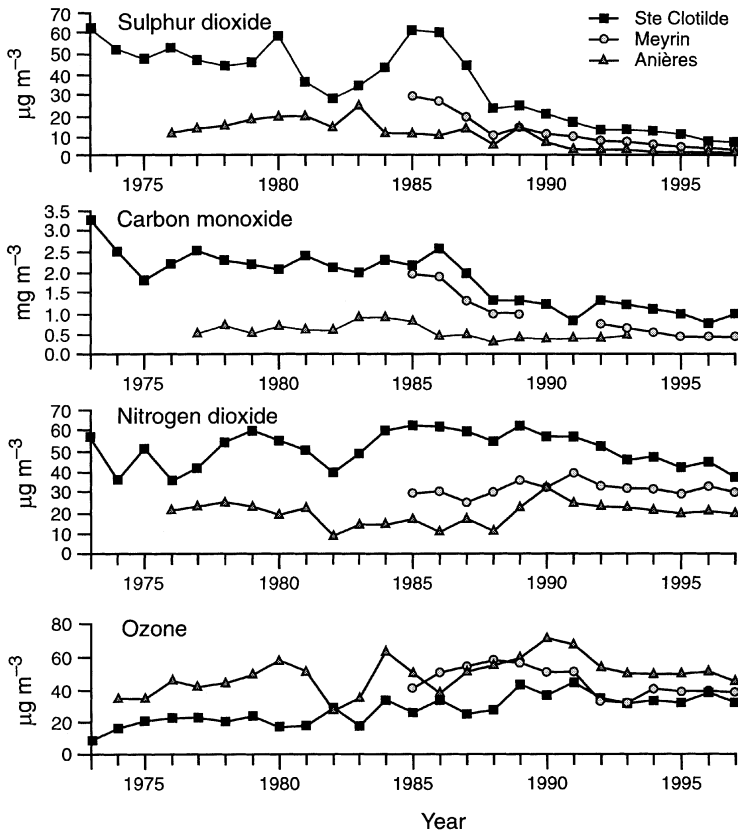 Sulphur dioxide
Ste Clotilde
Meyrin
Anières
70
60
50
40
30
20
10
0
µg m−3
1975 1980 1985 1990 1995
Carbon monoxide
3.5
3.0
2.5
2.0
1.5
1.0
0.5
0.0
mg m−3
1975 1980 1985 1990 1995
Nitrogen dioxide
70
60
50
40
30
20
10
0
µg m−3
1975 1980 1985 1990 1995
Ozone
80
60
40
20
0
µg m−3
1975 1980 1985 1990 1995
Year